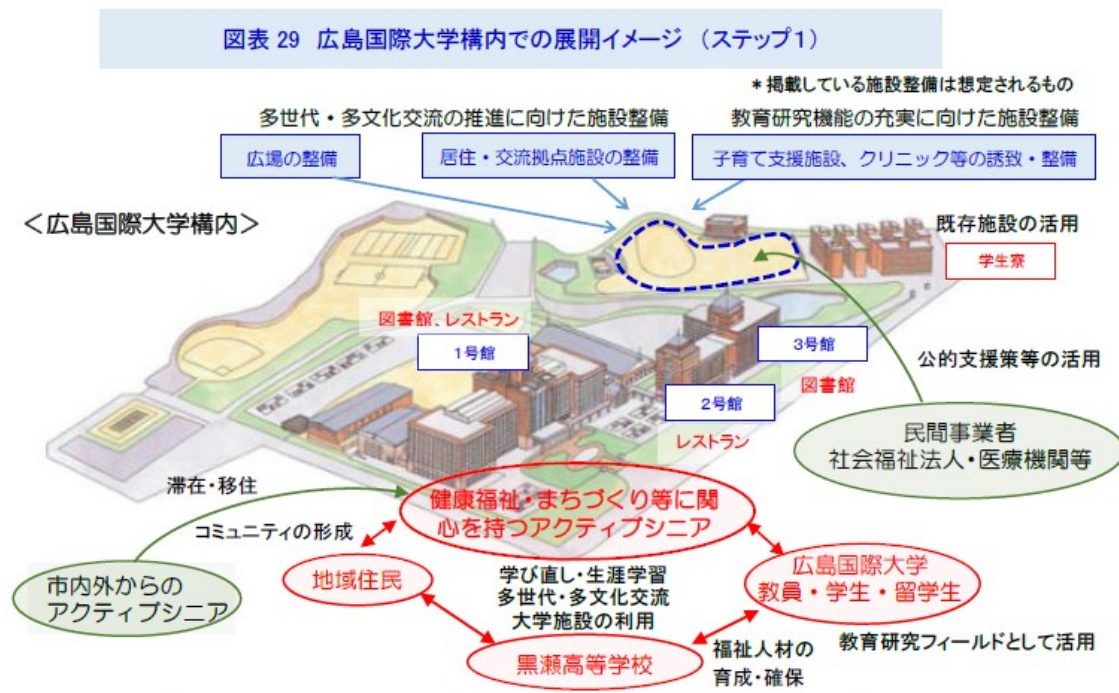 図表 29 広島国際大学構内での展開イメージ （ステップ1）
＊掲載している施設整備は想定されるもの
多世代・多文化交流の推進に向けた施設整備
教育研究機能の充実に向けた施設整備
広場の整備
居住・交流拠点施設の整備
子育て支援施設、クリニック等の誘致・整備
＜広島国際大学構内＞
既存施設の活用
学生寮
図書館、レストラン
1号館
3号館
図書館
公的支援策等の活用
2号館
レストラン
民間事業者
社会福祉法人・医療機関等
滞在・移住
健康福祉・まちづくり等に関
心を持つアクティブシニア
コミュニティの形成
市内外からの
アクティブシニア
地域住民
学び直し・生涯学習
多世代・多文化交流
大学施設の利用
広島国際大学
教員・学生・留学生
黒瀬高等学校
福祉人材の
育成・確保
教育研究フィールドとして活用